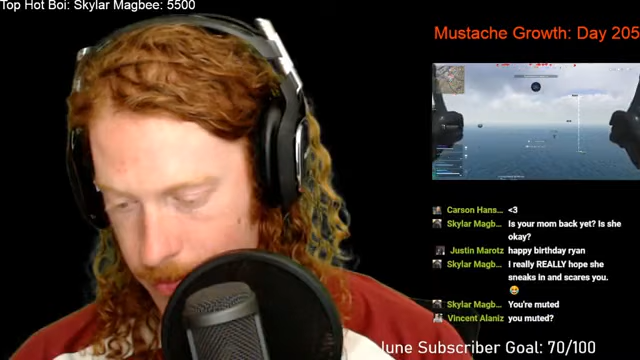 Top Hot Boi: Skylar Magbee: 5500
Mustache Growth: Day 205
Carson Hans... <3
Skylar Magb... Is your mom back yet? Is she
okay?
Justin Marotz happy birthday ryan
Skylar Magb... I really REALLY hope she
sneaks in and scares you.
Skylar Magb... You're muted
Vincent Alaniz you muted?
June Subscriber Goal: 70/100